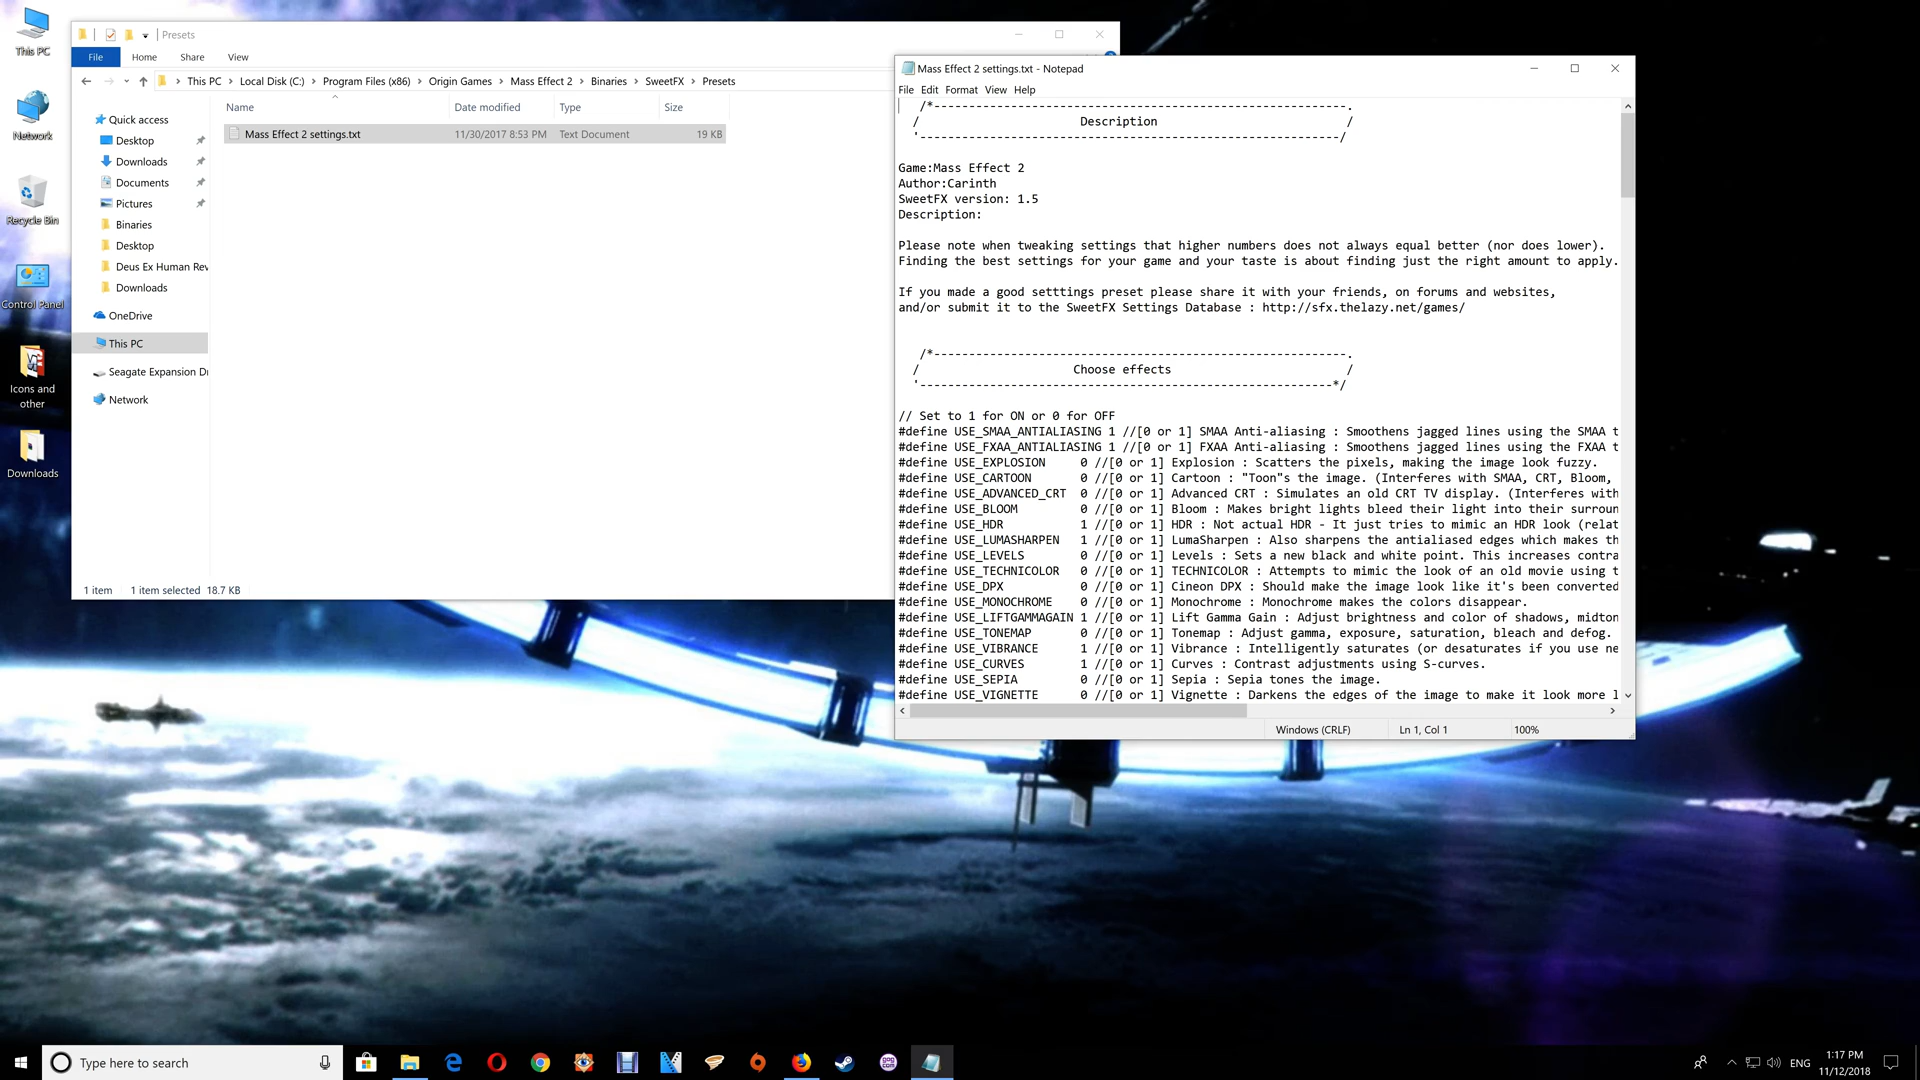 This PC
Network
Recycle Bin
Control Panel
Icons and
other
Downloads
Presets
File Home Share View
This PC Local Disk (C:) Program Files (x86) Origin Games Mass Effect 2 Binaries SweetFX Presets
Name Date modified Type Size
Mass Effect 2 settings.txt 11/30/2017 8:53 PM Text Document 19 KB
Quick access
Desktop
Downloads
Documents
Pictures
Binaries
Desktop
Deus Ex Human Rev
Downloads
OneDrive
This PC
Seagate Expansion Dr
Network
1 item 1 item selected 18.7 KB
Mass Effect 2 settings.txt - Notepad
File Edit Format View Help
/*-----------------------------------------------------------.
/ Description /
'-----------------------------------------------------------/
Game:Mass Effect 2
Author:Carinth
SweetFX version: 1.5
Description:
Please note when tweaking settings that higher numbers does not always equal better (nor does lower).
Finding the best settings for your game and your taste is about finding just the right amount to apply.
If you made a good setttings preset please share it with your friends, on forums and websites,
and/or submit it to the SweetFX Settings Database : http://sfx.thelazy.net/games/
/*-----------------------------------------------------------.
/ Choose effects /
'-----------------------------------------------------------*/
// Set to 1 for ON or 0 for OFF
#define USE_SMAA_ANTIALIASING 1 //[0 or 1] SMAA Anti-aliasing : Smoothens jagged lines using the SMAA t
#define USE_FXAA_ANTIALIASING 1 //[0 or 1] FXAA Anti-aliasing : Smoothens jagged lines using the FXAA t
#define USE_EXPLOSION 0 //[0 or 1] Explosion : Scatters the pixels, making the image look fuzzy.
#define USE_CARTOON 0 //[0 or 1] Cartoon : "Toon"s the image. (Interferes with SMAA, CRT, Bloom,
#define USE_ADVANCED_CRT 0 //[0 or 1] Advanced CRT : Simulates an old CRT TV display. (Interferes with
#define USE_BLOOM 0 //[0 or 1] Bloom : Makes bright lights bleed their light into their surroun
#define USE_HDR 1 //[0 or 1] HDR : Not actual HDR - It just tries to mimic an HDR look (relat
#define USE_LUMASHARPEN 1 //[0 or 1] LumaSharpen : Also sharpens the antialiased edges which makes th
#define USE_LEVELS 0 //[0 or 1] Levels : Sets a new black and white point. This increases contra
#define USE_TECHNICOLOR 0 //[0 or 1] TECHNICOLOR : Attempts to mimic the look of an old movie using t
#define USE_DPX 0 //[0 or 1] Cineon DPX : Should make the image look like it's been converted
#define USE_MONOCHROME 0 //[0 or 1] Monochrome : Monochrome makes the colors disappear.
#define USE_LIFTGAMMAGAIN 1 //[0 or 1] Lift Gamma Gain : Adjust brightness and color of shadows, midton
#define USE_TONEMAP 0 //[0 or 1] Tonemap : Adjust gamma, exposure, saturation, bleach and defog.
#define USE_VIBRANCE 1 //[0 or 1] Vibrance : Intelligently saturates (or desaturates if you use ne
#define USE_CURVES 1 //[0 or 1] Curves : Contrast adjustments using S-curves.
#define USE_SEPIA 0 //[0 or 1] Sepia : Sepia tones the image.
#define USE_VIGNETTE 0 //[0 or 1] Vignette : Darkens the edges of the image to make it look more l
Windows (CRLF) Ln 1, Col 1 100%
Type here to search
ENG
1:17 PM
11/12/2018